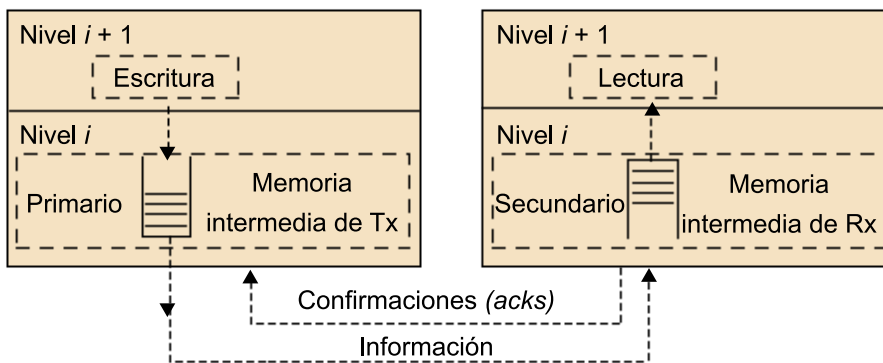 Nivel i + 1
Escritura
Nivel i
Primario
Memoria
intermedia de Tx
Nivel i + 1
Lectura
Nivel i
Secundario
Memoria
intermedia de Rx
Confirmaciones (acks)
Información